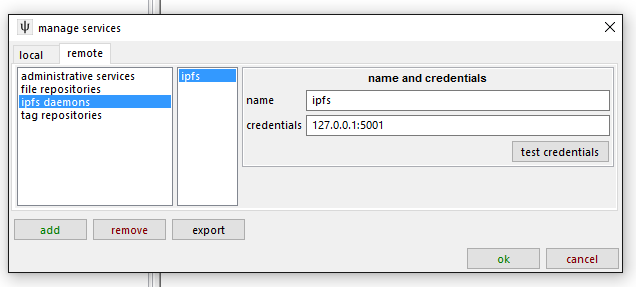 manage services
local
remote
administrative services
file repositories
ipfs daemons
tag repositories
ipfs
name and credentials
name
ipfs
credentials
127.0.0.1:5001
test credentials
add
remove
export
ok
cancel